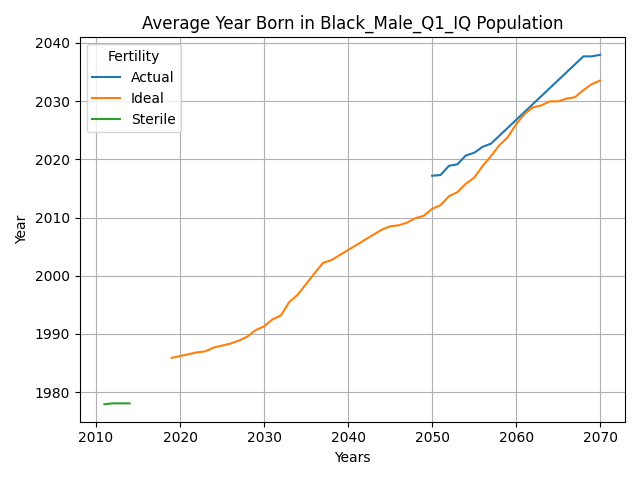 Average Year Born in Black_Male_Q1_IQ Population
Fertility
Actual
Ideal
Sterile
Year
2040
2030
2020
2010
2000
1990
1980
2010
2020
2030
2040
2050
2060
2070
Years